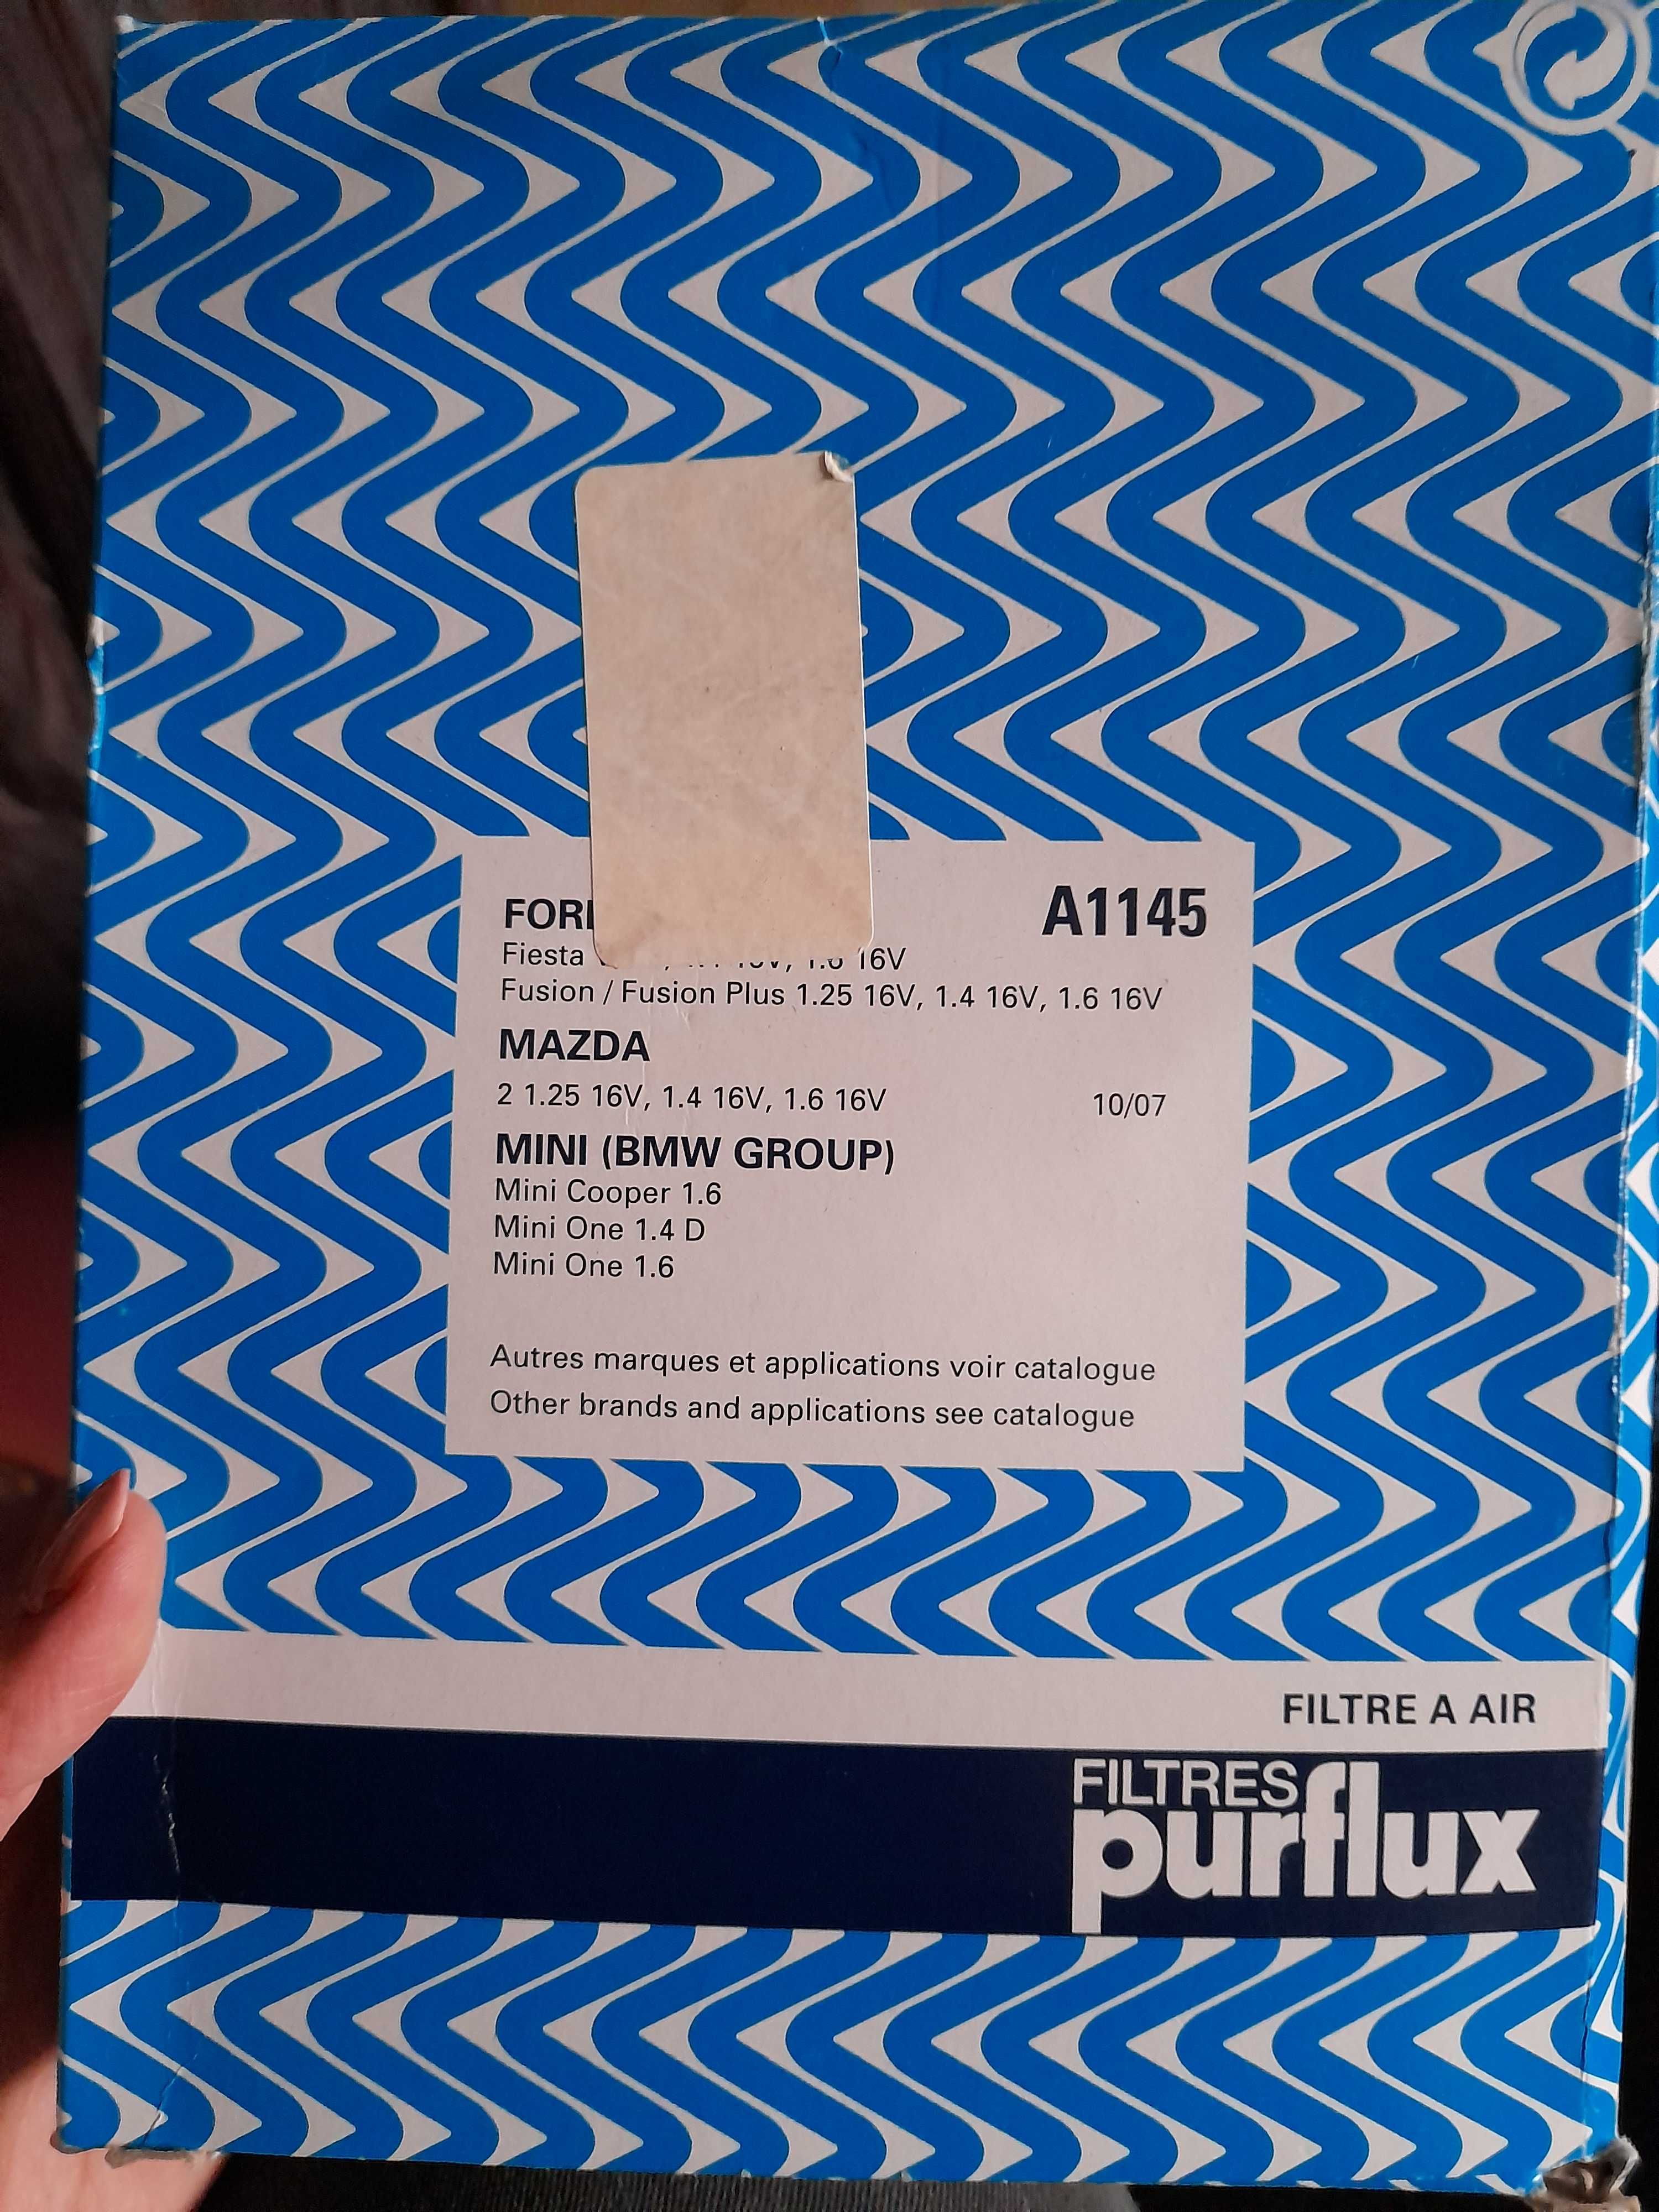 A1145
Fiesta 16V
Fusion / Fusion Plus 1.25 16V, 1.4 16V, 1.6 16V
MAZDA
2 1.25 16V, 1.4 16V, 1.6 16V 10/07
MINI (BMW GROUP)
Mini Cooper 1.6
Mini One 1.4 D
Mini One 1.6
Autres marques et applications voir catalogue
Other brands and applications see catalogue
FILTRE A AIR
FILTRES
purflux